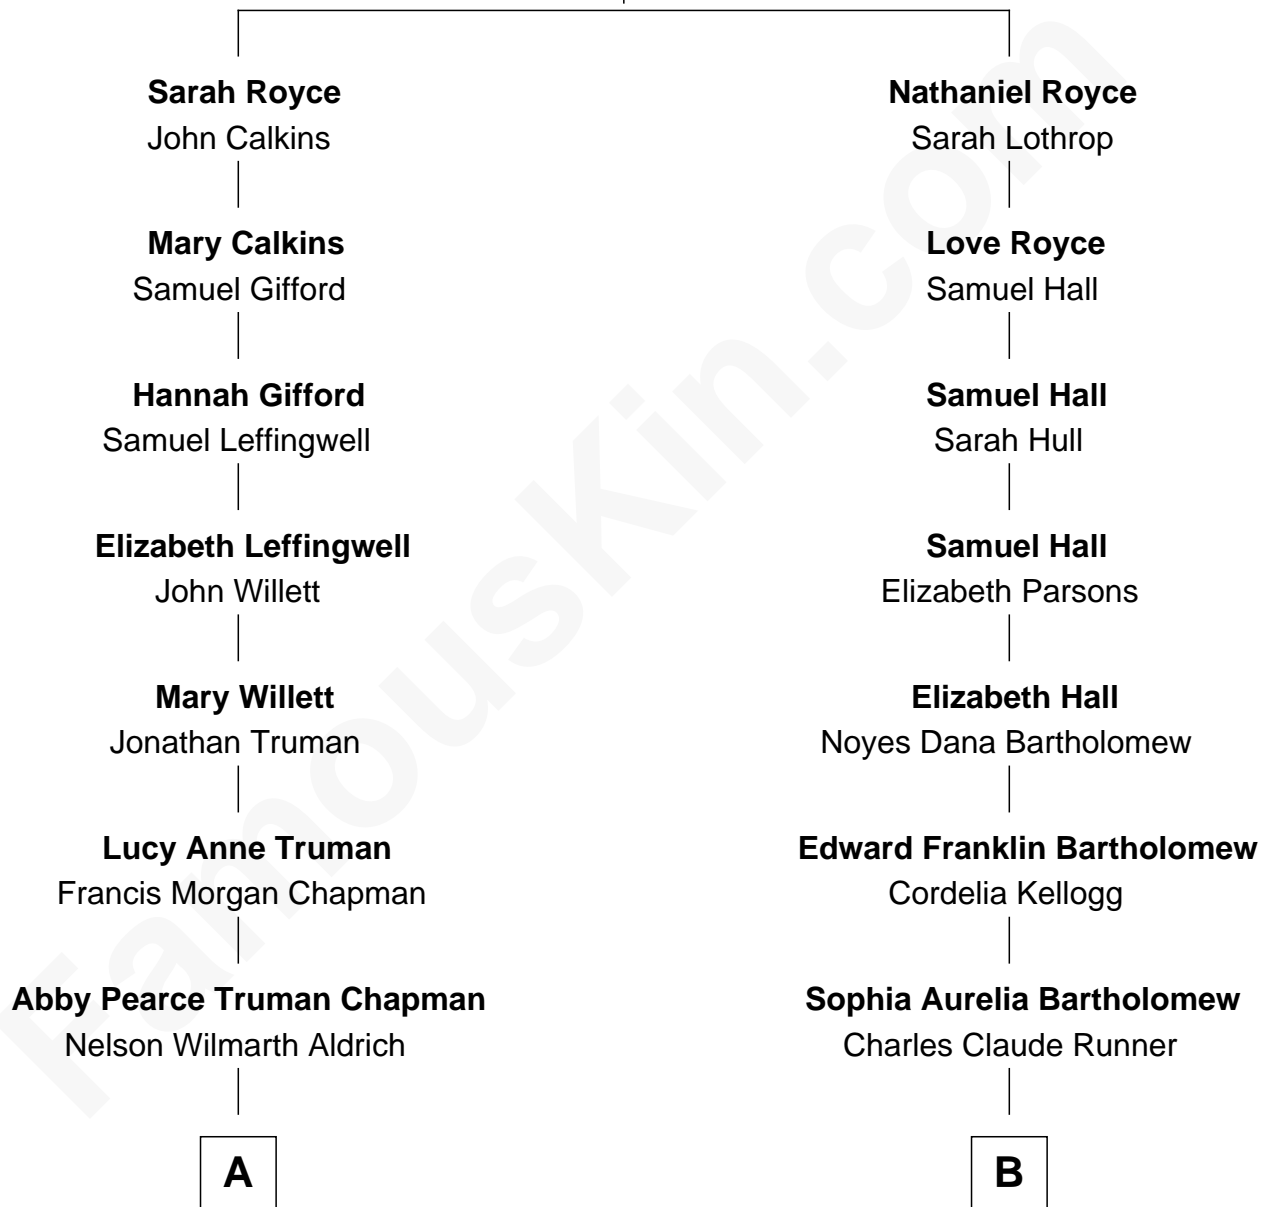 Sarah Royce
John Calkins
Mary Calkins
Samuel Gifford
Hannah Gifford
Samuel Leffingwell
Elizabeth Leffingwell
John Willett
Mary Willett
Jonathan Truman
Lucy Anne Truman
Francis Morgan Chapman
Abby Pearce Truman Chapman
Nelson Wilmarth Aldrich
A
Nathaniel Royce
Sarah Lothrop
Love Royce
Samuel Hall
Samuel Hall
Sarah Hull
Samuel Hall
Elizabeth Parsons
Elizabeth Hall
Noyes Dana Bartholomew
Edward Franklin Bartholomew
Cordelia Kellogg
Sophia Aurelia Bartholomew
Charles Claude Runner
B
FamousKin.com